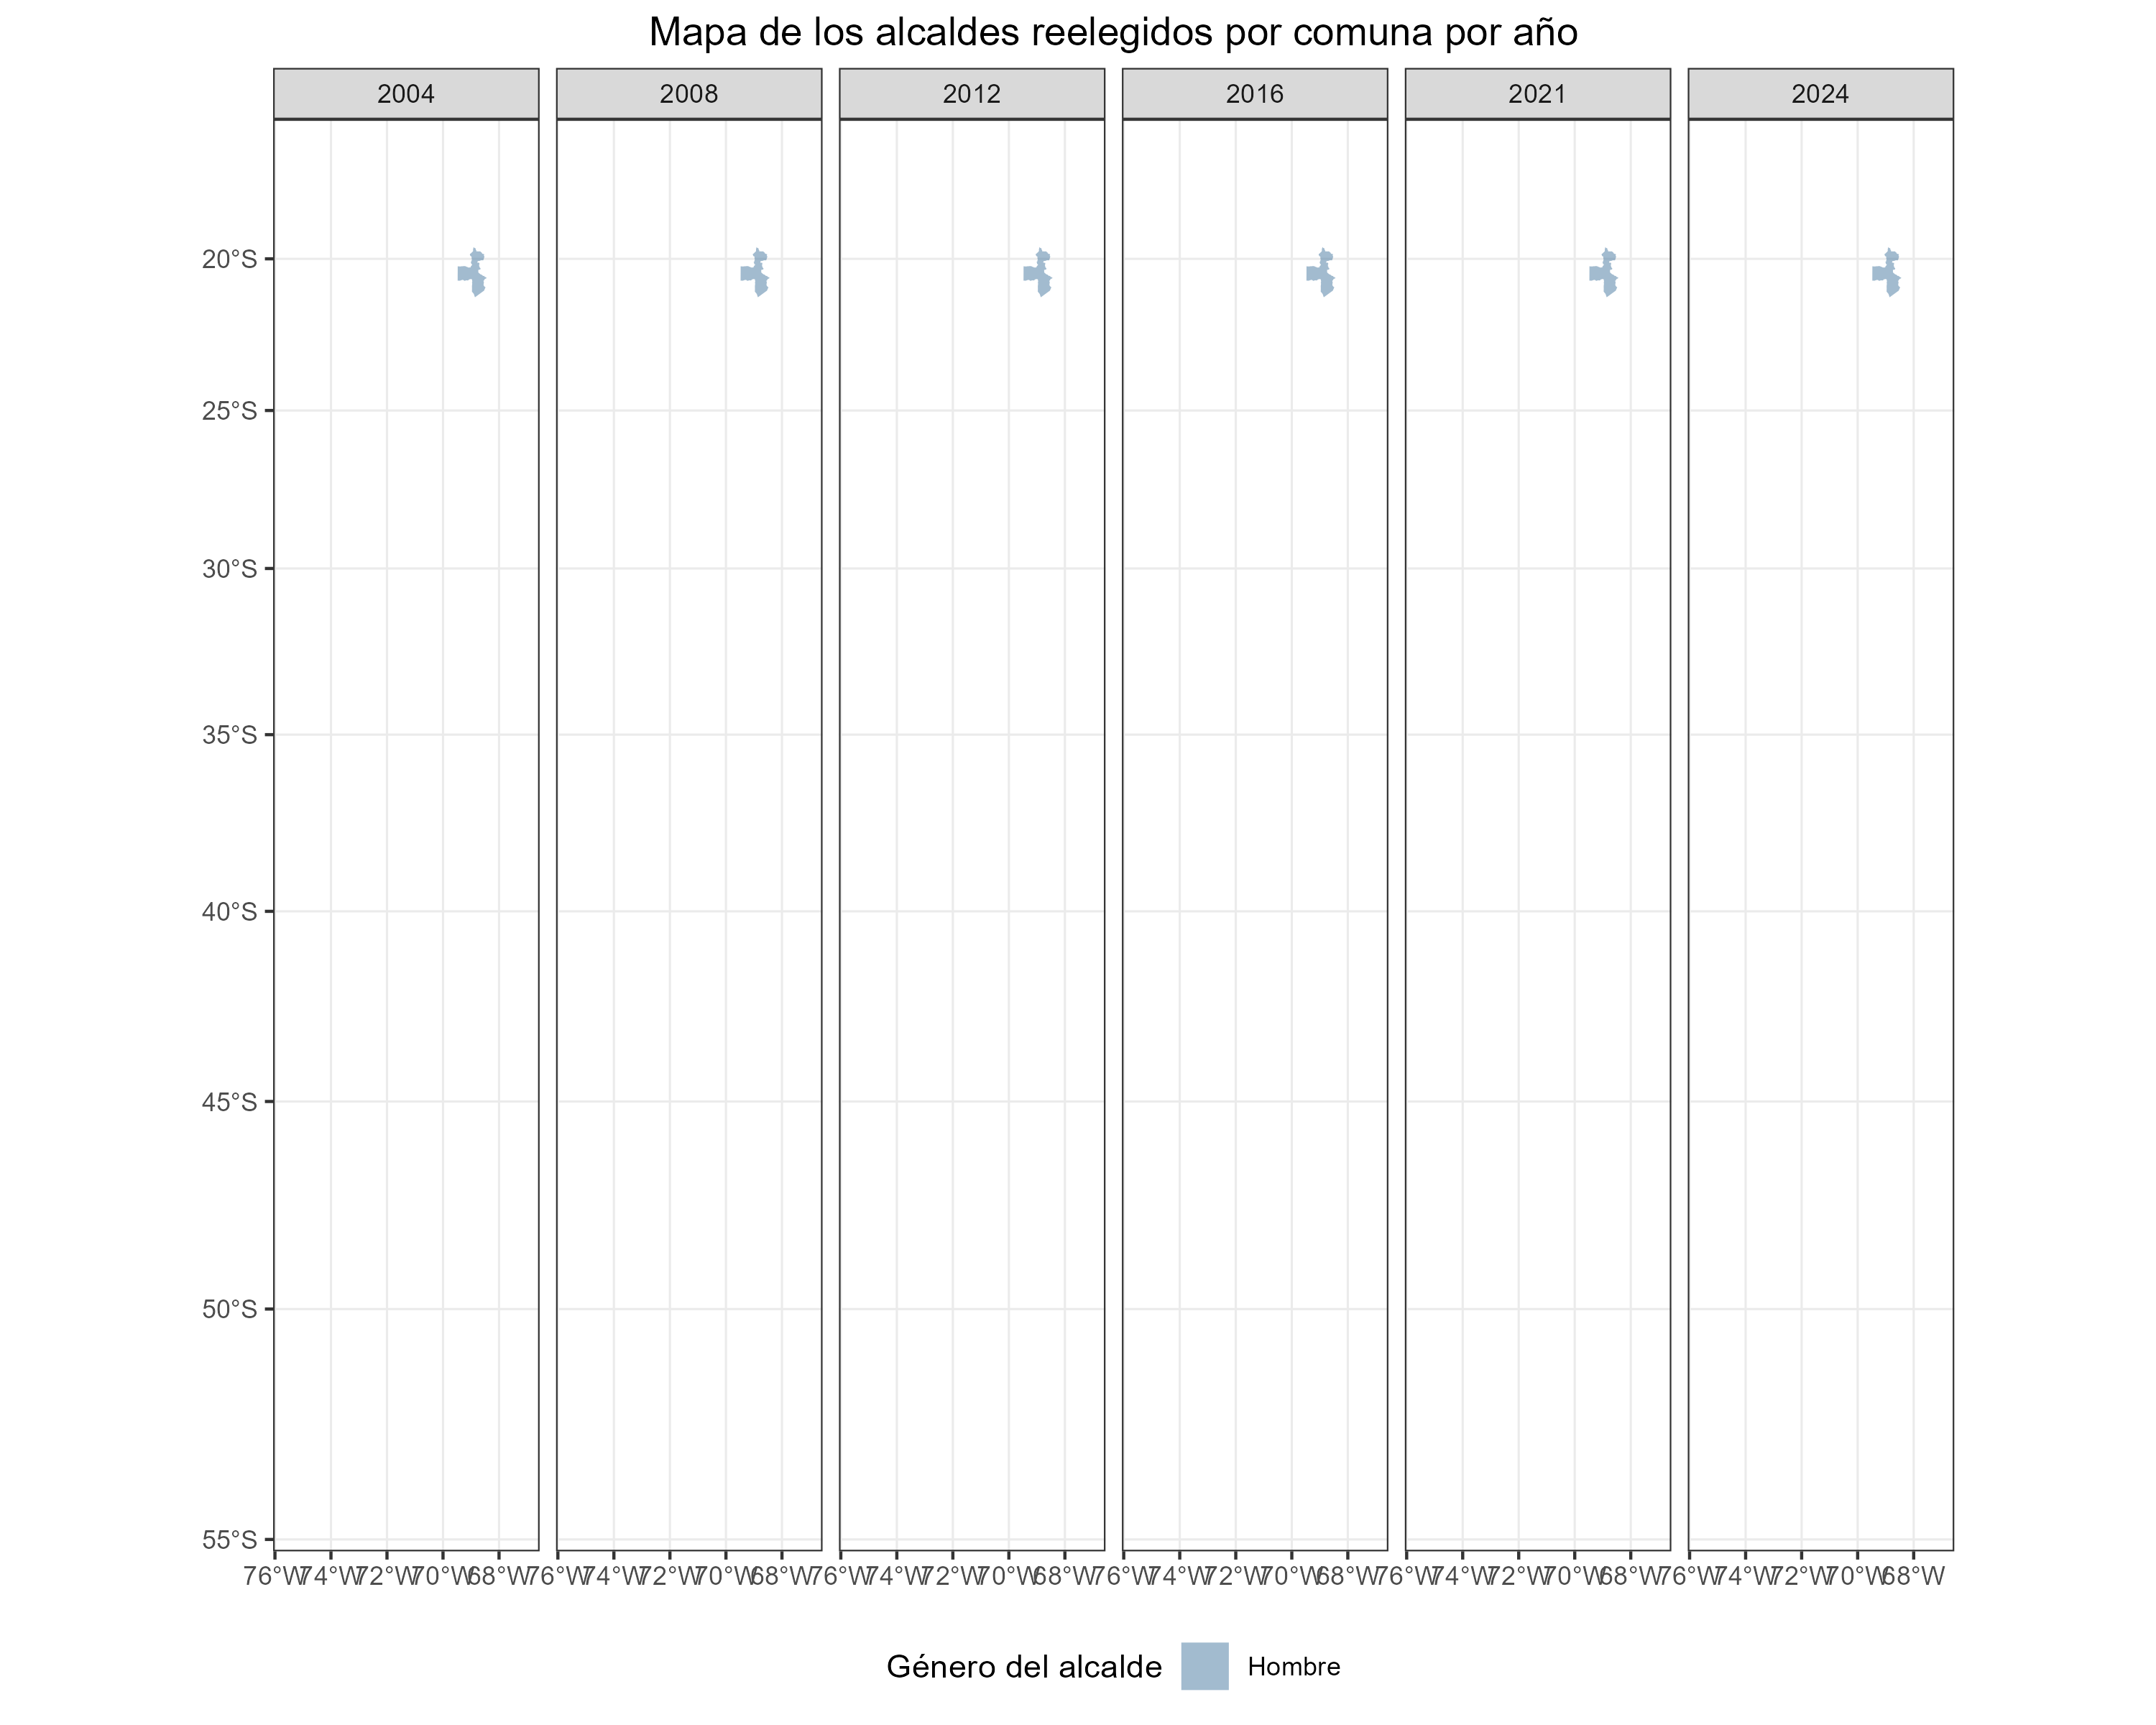 Mapa de los alcaldes reelegidos por comuna por año
2004 2008 2012 2016 2021 2024
20°S
25°S
30°S
35°S
40°S
45°S
50°S
55°S
76°W 74°W 72°W 70°W 68°W 76°W 74°W 72°W 70°W 68°W 76°W 74°W 72°W 70°W 68°W 76°W 74°W 72°W 70°W 68°W 76°W 74°W 72°W 70°W 68°W 76°W 74°W 72°W 70°W 68°W
Género del alcalde Hombre